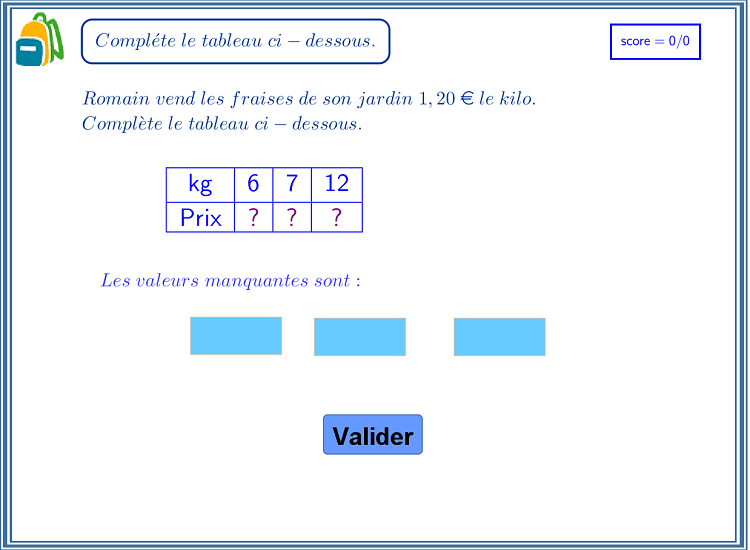 Compléte le tableau ci − dessous.
score = 0/0
Romain vend les fraises de son jardin 1, 20 € le kilo.
Complète le tableau ci − dessous.
kg 6 7 12
Prix ? ? ?
Les valeurs manquantes sont :
Valider